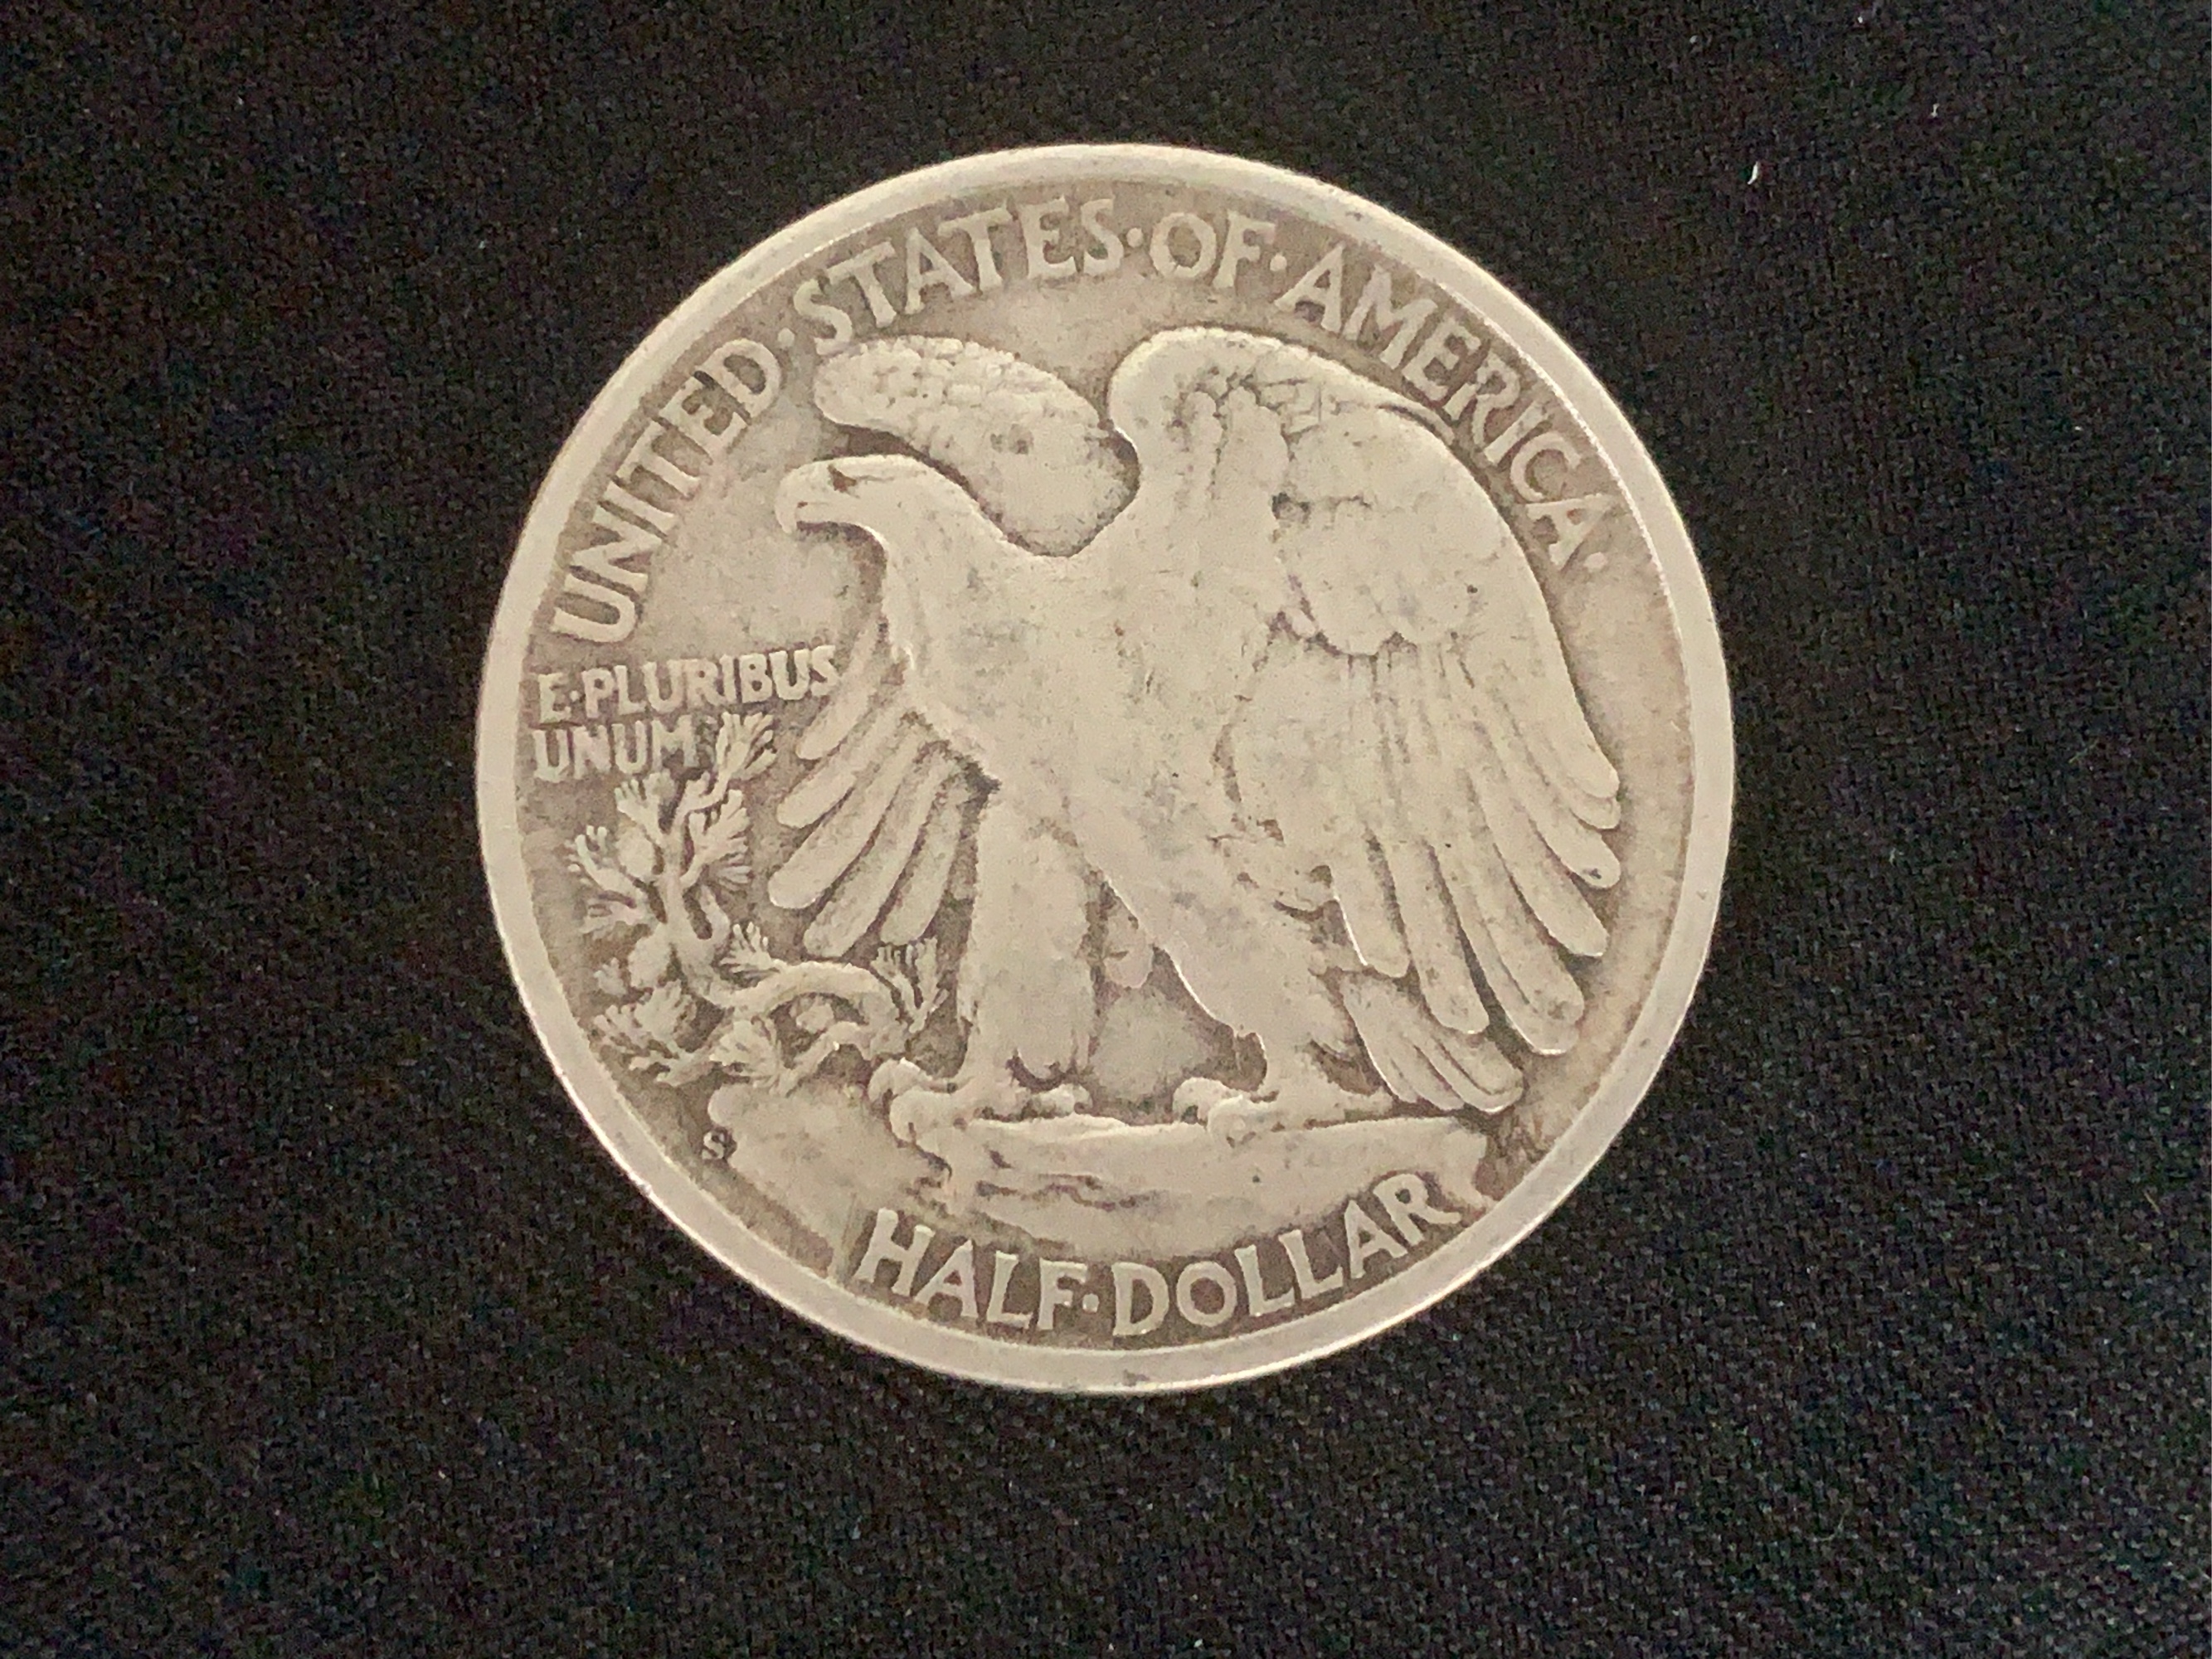 UNITED·STATES·OF·AMERICA·
E·PLURIBUS
UNUM
S
HALF·DOLLAR